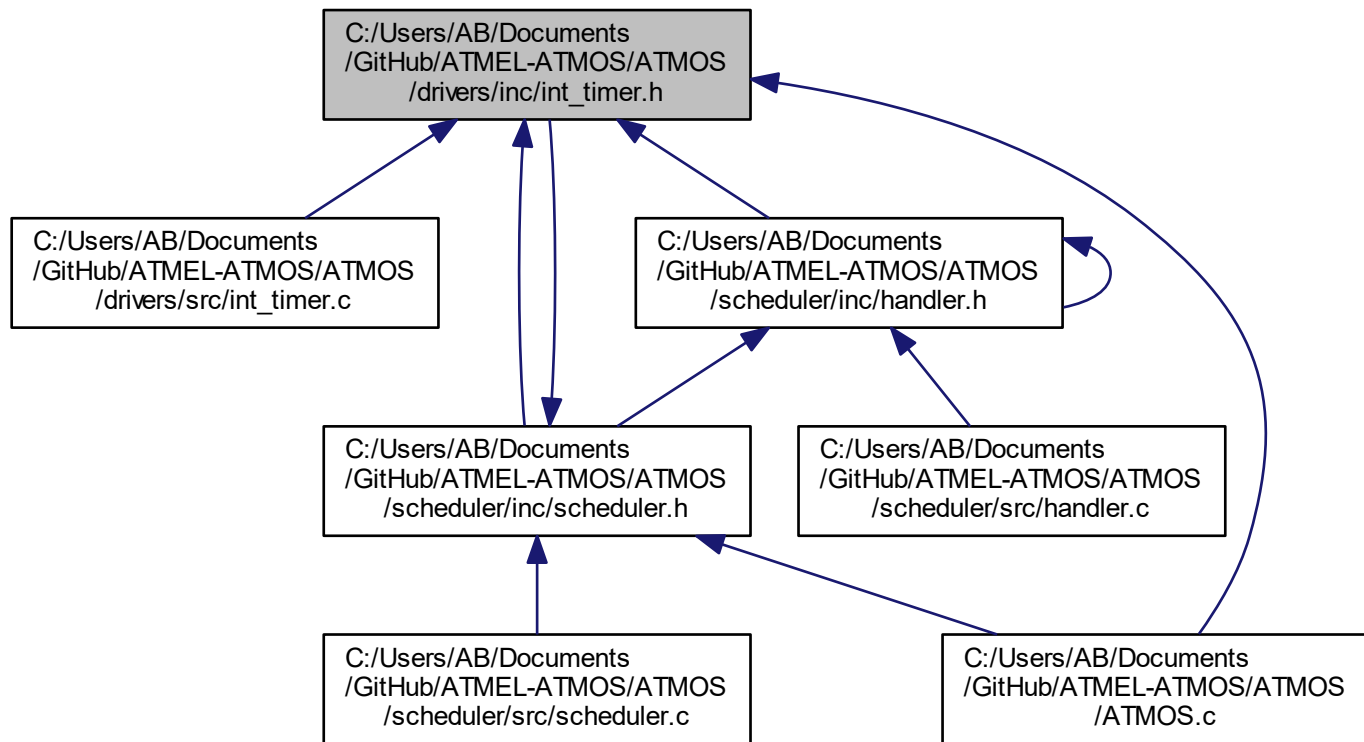 C:/Users/AB/Documents
/GitHub/ATMEL-ATMOS/ATMOS
/drivers/inc/int_timer.h
C:/Users/AB/Documents
/GitHub/ATMEL-ATMOS/ATMOS
/drivers/src/int_timer.c
C:/Users/AB/Documents
/GitHub/ATMEL-ATMOS/ATMOS
/scheduler/inc/handler.h
C:/Users/AB/Documents
/GitHub/ATMEL-ATMOS/ATMOS
/scheduler/inc/scheduler.h
C:/Users/AB/Documents
/GitHub/ATMEL-ATMOS/ATMOS
/scheduler/src/handler.c
C:/Users/AB/Documents
/GitHub/ATMEL-ATMOS/ATMOS
/scheduler/src/scheduler.c
C:/Users/AB/Documents
/GitHub/ATMEL-ATMOS/ATMOS
/ATMOS.c